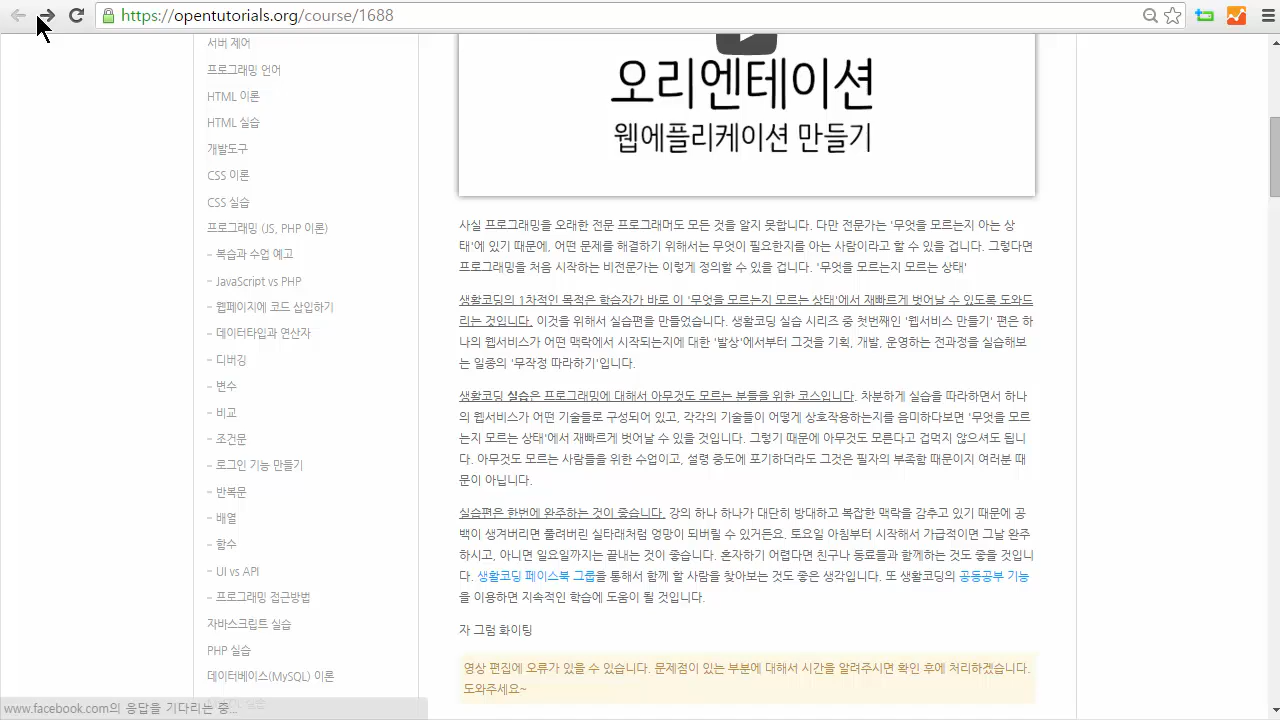 https://opentutorials.org/course/1688
서버 제어
프로그래밍 언어
HTML 이론
HTML 실습
개발도구
CSS 이론
CSS 실습
프로그래밍 (JS, PHP 이론)
- 복습과 수업 예고
- JavaScript vs PHP
- 웹페이지에 코드 삽입하기
- 데이터타입과 연산자
- 디버깅
- 변수
- 비교
- 조건문
- 로그인 기능 만들기
- 반복문
- 배열
- 함수
- UI vs API
- 프로그래밍 접근방법
자바스크립트 실습
PHP 실습
데이터베이스(MySQL) 이론
오리엔테이션
웹에플리케이션 만들기
사실 프로그래밍을 오래한 전문 프로그래머도 모든 것을 알지 못합니다. 다만 전문가는 '무엇을 모르는지 아는 상
태'에 있기 때문에, 어떤 문제를 해결하기 위해서는 무엇이 필요한지를 아는 사람이라고 할 수 있을 겁니다. 그렇다면
프로그래밍을 처음 시작하는 비전문가는 이렇게 정의할 수 있을 겁니다. '무엇을 모르는지 모르는 상태'
생활코딩의 1차적인 목적은 학습자가 바로 이 '무엇을 모르는지 모르는 상태'에서 재빠르게 벗어날 수 있도록 도와드
리는 것입니다. 이것을 위해서 실습편을 만들었습니다. 생활코딩 실습 시리즈 중 첫번째인 '웹서비스 만들기' 편은 하
나의 웹서비스가 어떤 맥락에서 시작되는지에 대한 '발상'에서부터 그것을 기획, 개발, 운영하는 전과정을 실습해보
는 일종의 '무작정 따라하기'입니다.
생활코딩 실습은 프로그래밍에 대해서 아무것도 모르는 분들을 위한 코스입니다. 차분하게 실습을 따라하면서 하나
의 웹서비스가 어떤 기술들로 구성되어 있고, 각각의 기술들이 어떻게 상호작용하는지를 음미하다보면 '무엇을 모르
는지 모르는 상태'에서 재빠르게 벗어날 수 있을 것입니다. 그렇기 때문에 아무것도 모른다고 겁먹지 않으셔도 됩니
다. 아무것도 모르는 사람들을 위한 수업이고, 설령 중도에 포기하더라도 그것은 필자의 부족함 때문이지 여러분 때
문이 아닙니다.
실습편은 한번에 완주하는 것이 좋습니다. 강의 하나 하나가 대단히 방대하고 복잡한 맥락을 감추고 있기 때문에 공
백이 생겨버리면 풀려버린 실타래처럼 엉망이 되버릴 수 있거든요. 토요일 아침부터 시작해서 가급적이면 그날 완주
하시고, 아니면 일요일까지는 끝내는 것이 좋습니다. 혼자하기 어렵다면 친구나 동료들과 함께하는 것도 좋을 것입니
다. 생활코딩 페이스북 그룹을 통해서 함께 할 사람을 찾아보는 것도 좋은 생각입니다. 또 생활코딩의 공동공부 기능
을 이용하면 지속적인 학습에 도움이 될 것입니다.
자 그럼 화이팅
영상 편집에 오류가 있을 수 있습니다. 문제점이 있는 부분에 대해서 시간을 알려주시면 확인 후에 처리하겠습니다.
도와주세요~
www.facebook.com의 응답을 기다리는 중...